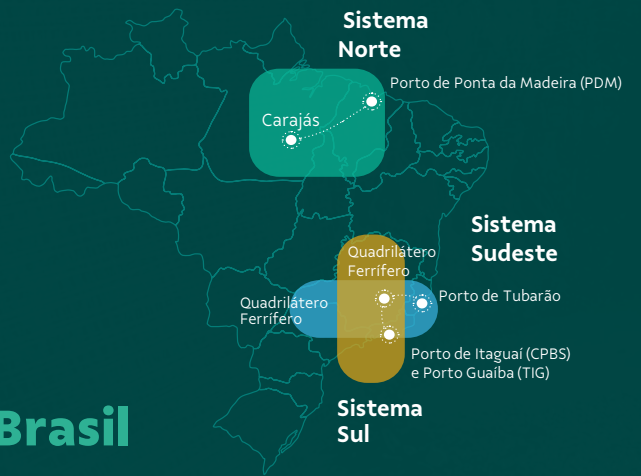 Sistema
Norte
Porto de Ponta da Madeira (PDM)
Carajás
Sistema
Sudeste
Quadrilátero
Ferrífero
Quadrilátero
Ferrífero
Porto de Tubarão
Porto de Itaguaí (CPBS)
e Porto Guaíba (TIG)
Sistema
Sul
Brasil